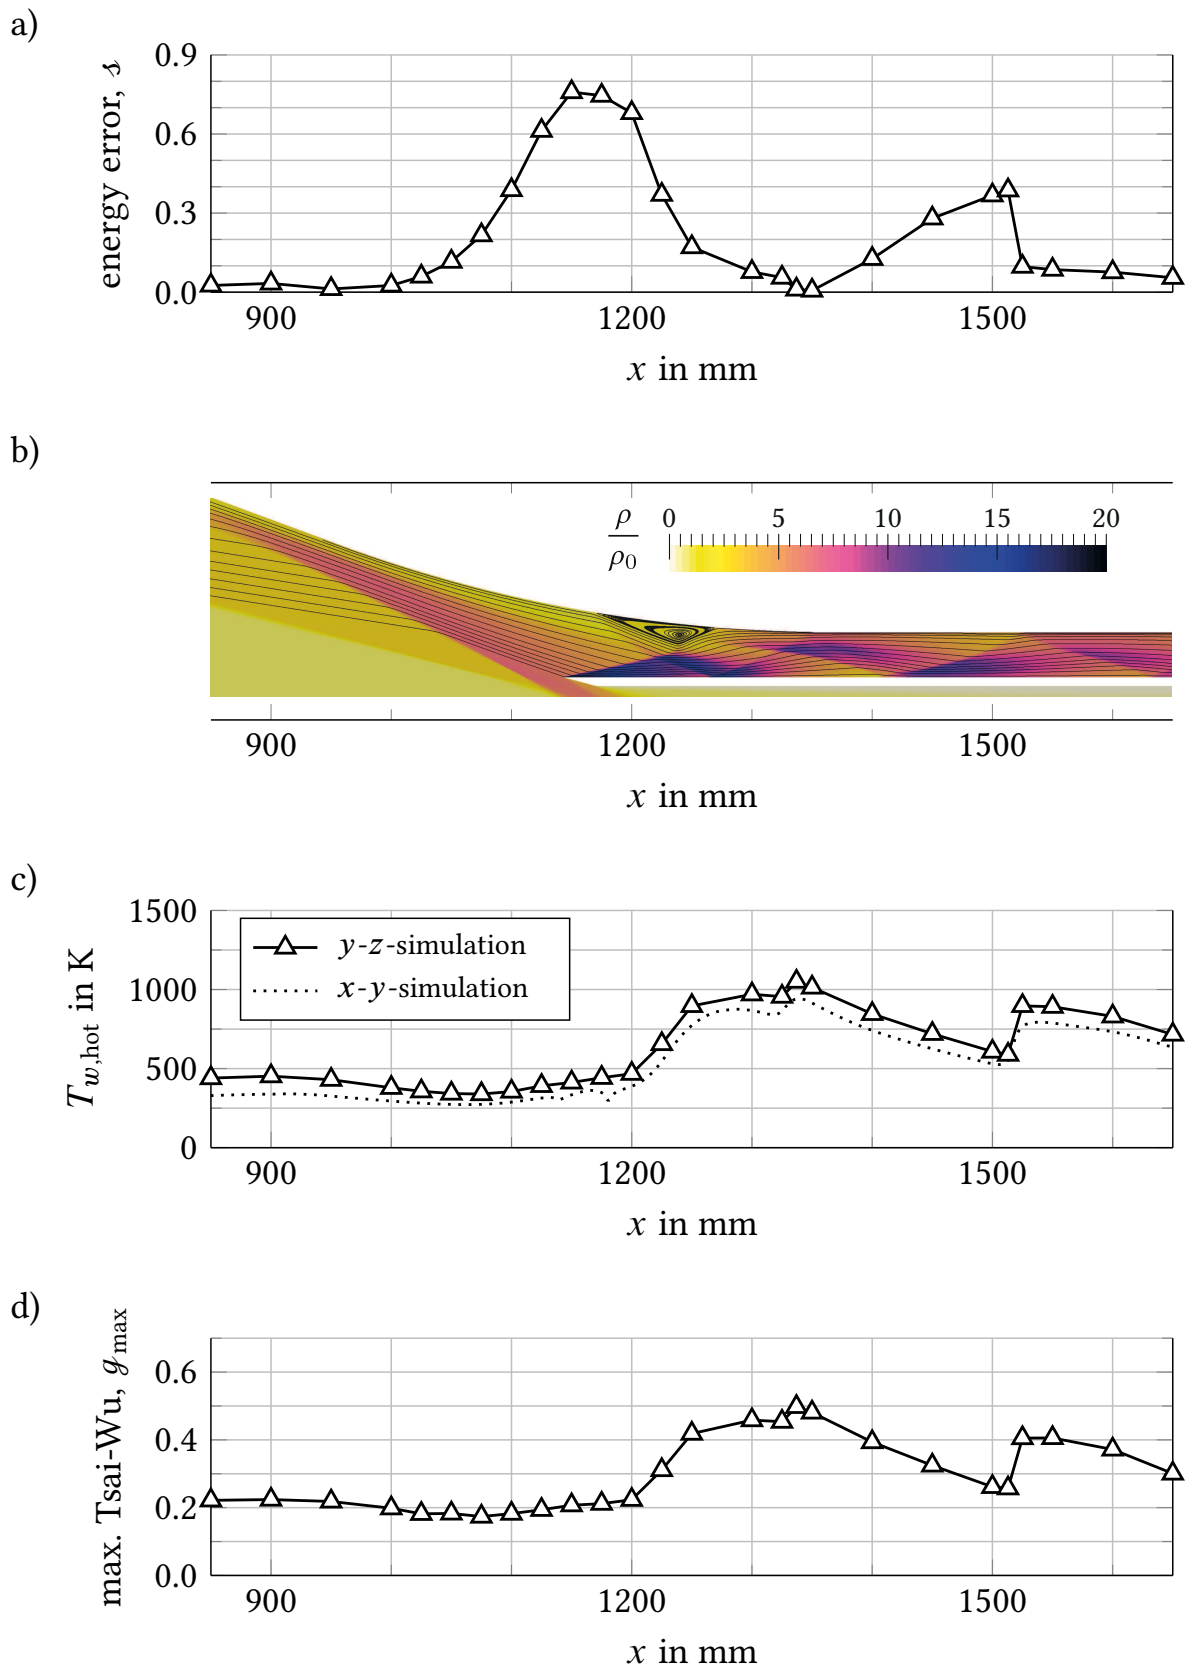 a)
energy error, 𝓈
0.9
0.6
0.3
0.0
900 1200 1500
x in mm
b)
ρ/ρ0 0 5 10 15 20
900 1200 1500
x in mm
c)
T w,hot in K
1500
1000
500
0
y-z-simulation
x-y-simulation
900 1200 1500
x in mm
d)
max. Tsai-Wu, ℊmax
0.6
0.4
0.2
0.0
900 1200 1500
x in mm